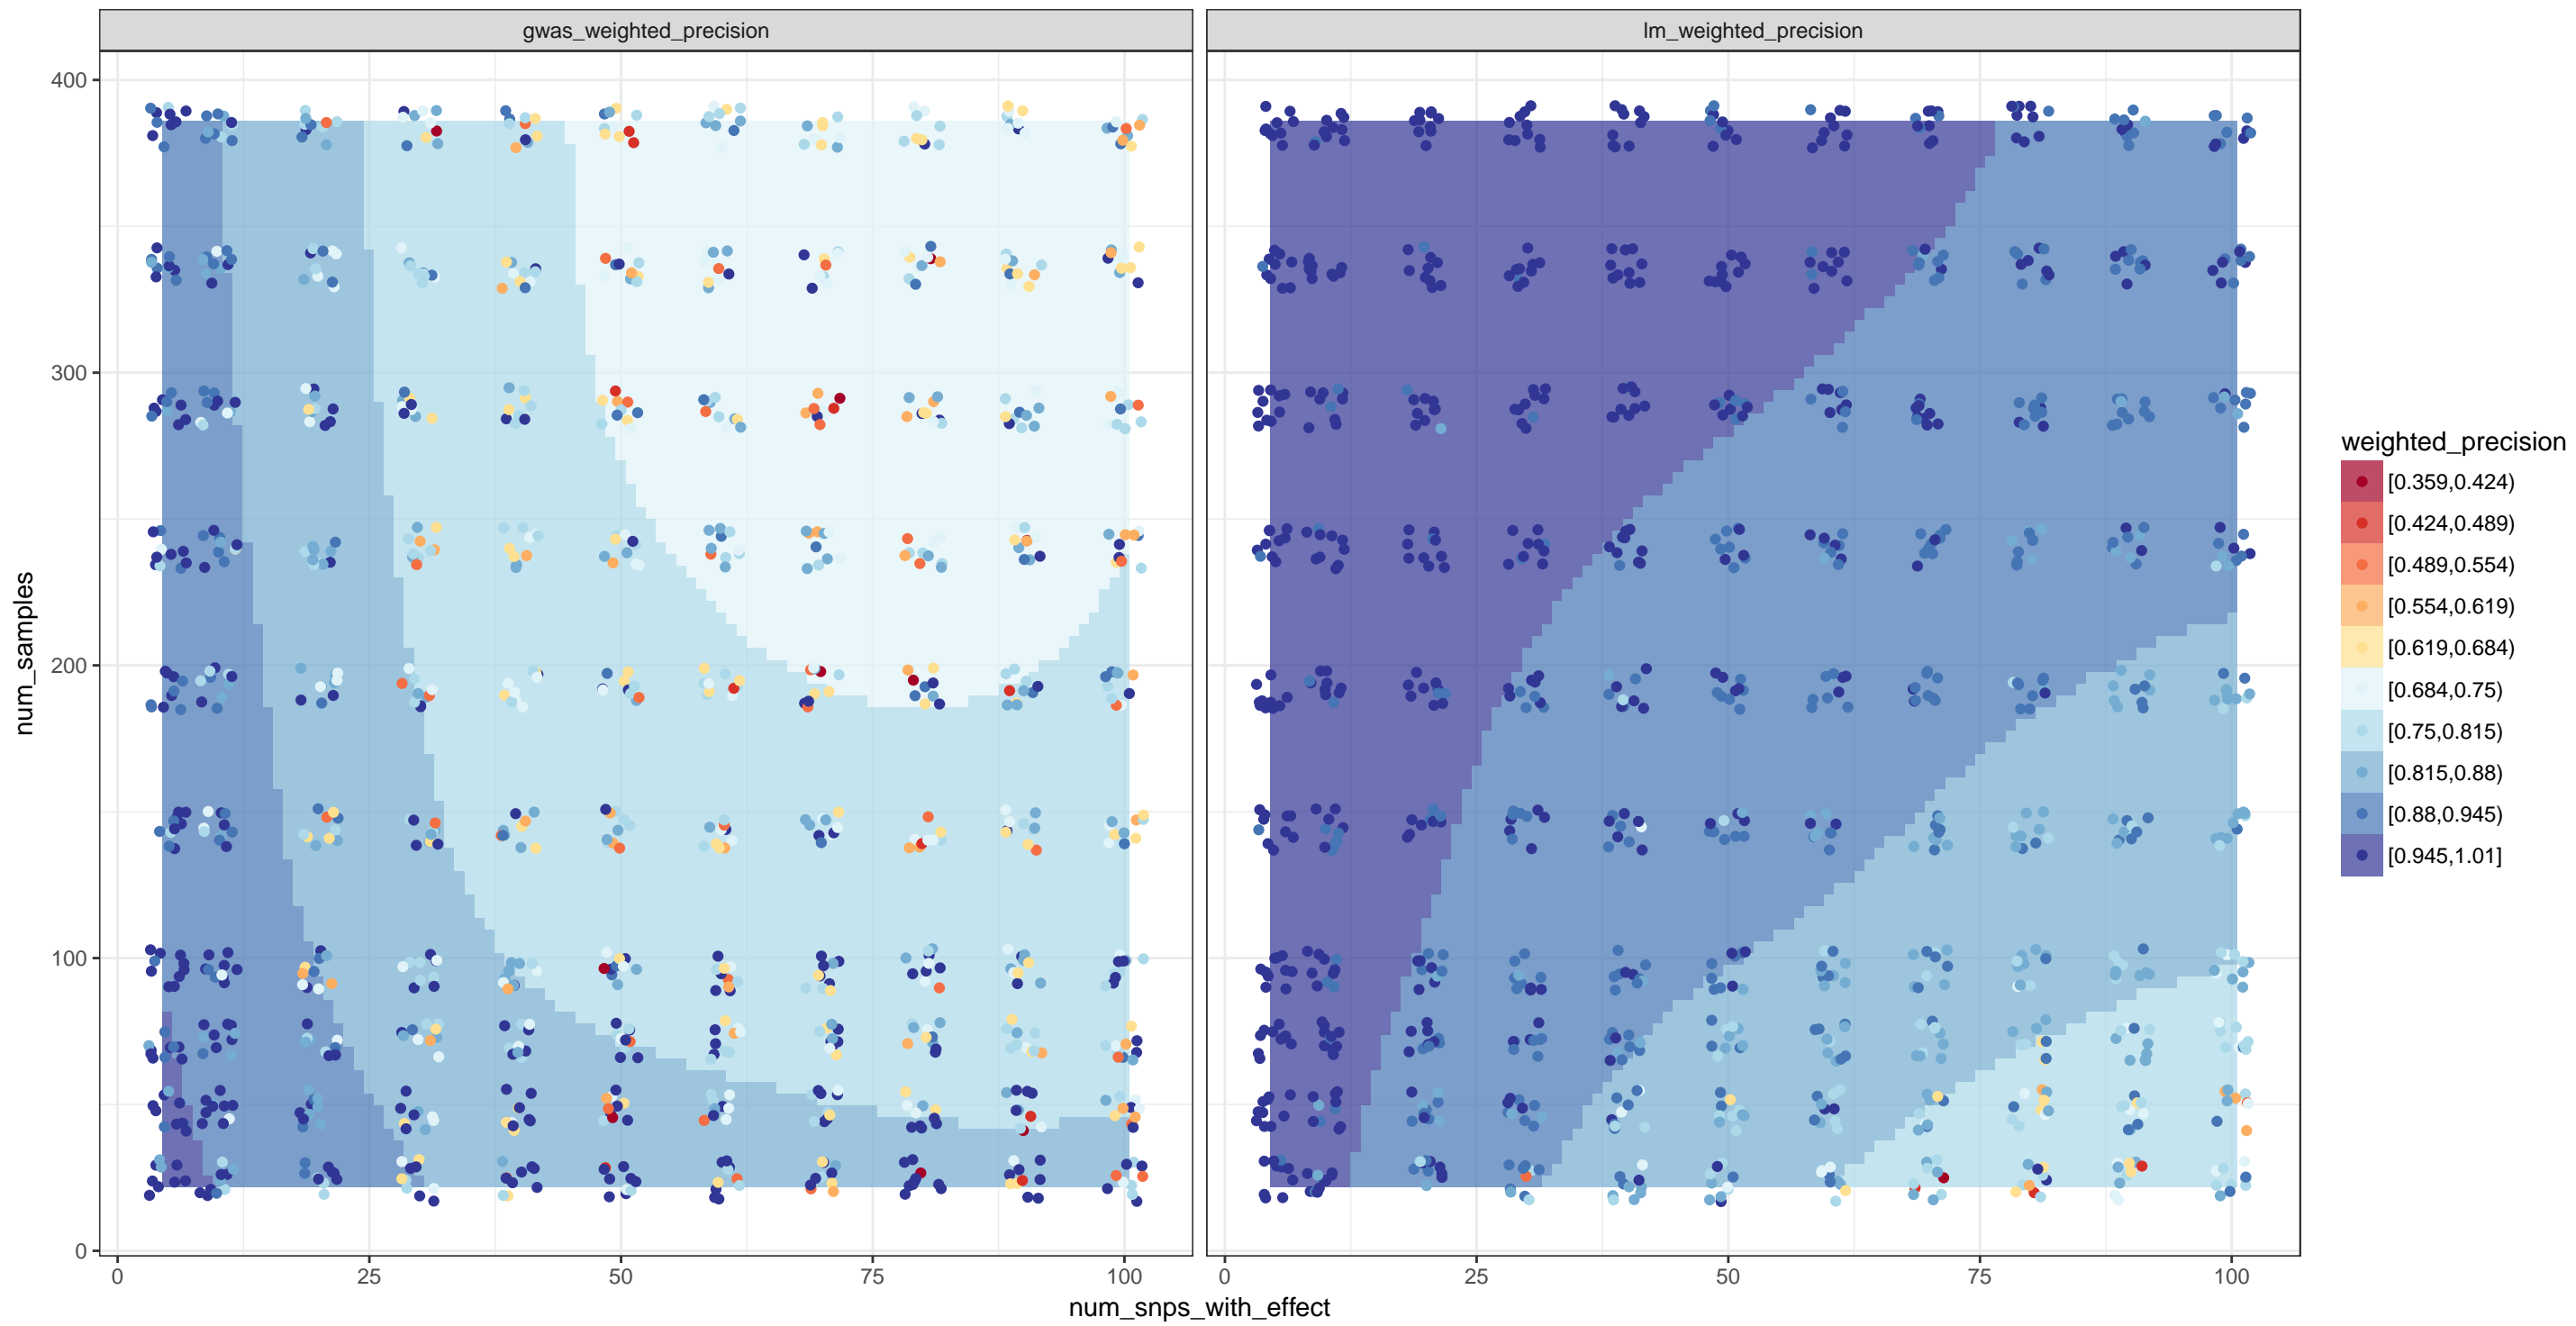 gwas_weighted_precision
lm_weighted_precision
400
300
200
100
0
num_samples
0 25 50 75 100
0 25 50 75 100
num_snps_with_effect
weighted_precision
[0.359,0.424)
[0.424,0.489)
[0.489,0.554)
[0.554,0.619)
[0.619,0.684)
[0.684,0.75)
[0.75,0.815)
[0.815,0.88)
[0.88,0.945)
[0.945,1.01]